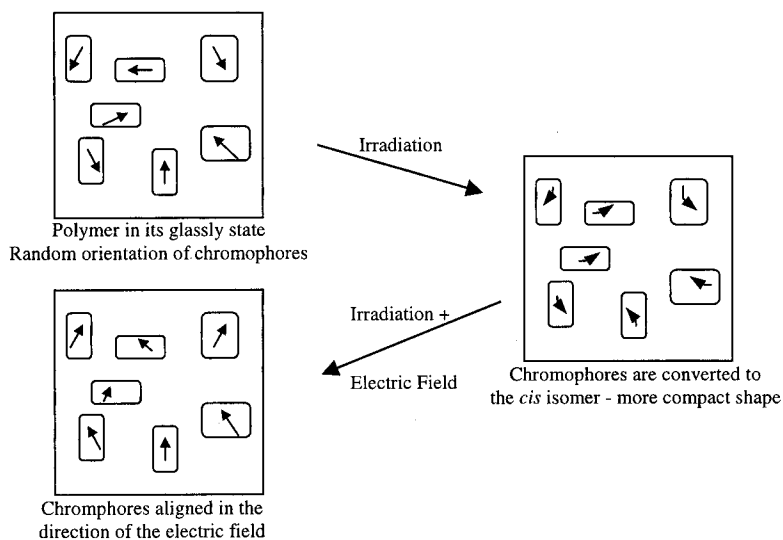 Polymer in its glassly state
Random orientation of chromophores
Irradiation
Chromophores are converted to
the cis isomer - more compact shape
Irradiation +
Electric Field
Chromphores aligned in the
direction of the electric field